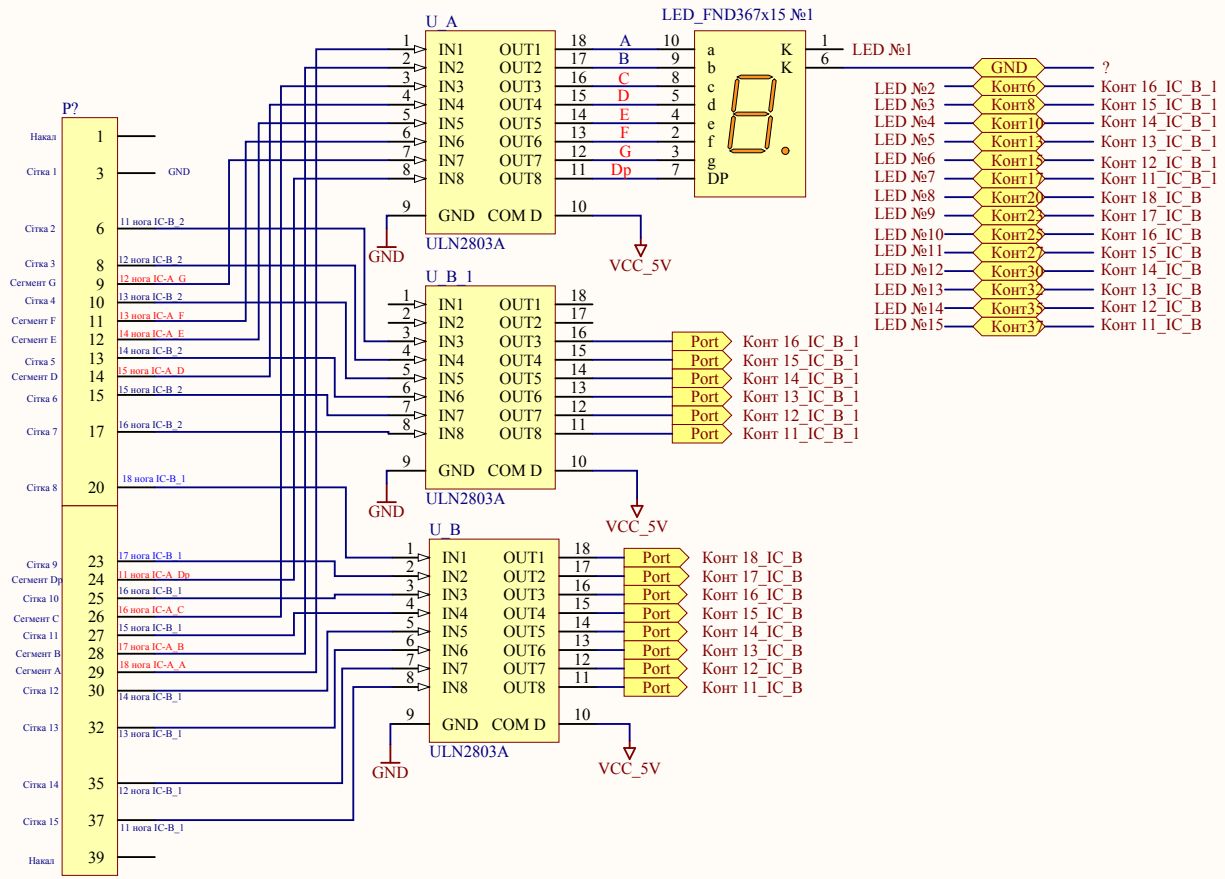 LED_FND367x15 №1
U_A
1 IN1 OUT1 18 A 10 a K 1 LED №1
2 IN2 OUT2 17 B 9 b K 6 GND ?
3 IN3 OUT3 16 C 8 c
4 IN4 OUT4 15 D 5 d
5 IN5 OUT5 14 E 4 e
6 IN6 OUT6 13 F 2 f
7 IN7 OUT7 12 G 3 g
8 IN8 OUT8 11 Dp 7 DP
9 GND COM D 10
ULN2803A
GND
VCC_5V
LED №2 Конт6 Конт 16_IC_B_1
LED №3 Конт8 Конт 15_IC_B_1
LED №4 Конт10 Конт 14_IC_B_1
LED №5 Конт13 Конт 13_IC_B_1
LED №6 Конт15 Конт 12_IC_B_1
LED №7 Конт17 Конт 11_IC_B_1
LED №8 Конт20 Конт 18_IC_B
LED №9 Конт23 Конт 17_IC_B
LED №10 Конт25 Конт 16_IC_B
LED №11 Конт27 Конт 15_IC_B
LED №12 Конт30 Конт 14_IC_B
LED №13 Конт32 Конт 13_IC_B
LED №14 Конт35 Конт 12_IC_B
LED №15 Конт37 Конт 11_IC_B
U_B_1
1 IN1 OUT1 18
2 IN2 OUT2 17
3 IN3 OUT3 16 Port Конт 16_IC_B_1
4 IN4 OUT4 15 Port Конт 15_IC_B_1
5 IN5 OUT5 14 Port Конт 14_IC_B_1
6 IN6 OUT6 13 Port Конт 13_IC_B_1
7 IN7 OUT7 12 Port Конт 12_IC_B_1
8 IN8 OUT8 11 Port Конт 11_IC_B_1
9 GND COM D 10
ULN2803A
GND
VCC_5V
U_B
1 IN1 OUT1 18 Port Конт 18_IC_B
2 IN2 OUT2 17 Port Конт 17_IC_B
3 IN3 OUT3 16 Port Конт 16_IC_B
4 IN4 OUT4 15 Port Конт 15_IC_B
5 IN5 OUT5 14 Port Конт 14_IC_B
6 IN6 OUT6 13 Port Конт 13_IC_B
7 IN7 OUT7 12 Port Конт 12_IC_B
8 IN8 OUT8 11 Port Конт 11_IC_B
9 GND COM D 10
ULN2803A
GND
VCC_5V
P?
Накал 1
Сітка 1 3 GND
Сітка 2 6 11 нога IC-B_2
Сітка 3 8 12 нога IC-B_2
Сегмент G 9 12 нога IC-A_G
Сітка 4 10 13 нога IC-B_2
Сегмент F 11 13 нога IC-A_F
Сегмент E 12 14 нога IC-A_E
Сітка 5 13 14 нога IC-B_2
Сегмент D 14 15 нога IC-A_D
Сітка 6 15 15 нога IC-B_2
Сітка 7 17 16 нога IC-B_2
Сітка 8 20 18 нога IC-B_1
Сітка 9 23 17 нога IC-B_1
Сегмент Dp 24 11 нога IC-A_Dp
Сітка 10 25 16 нога IC-B_1
Сегмент C 26 16 нога IC-A_C
Сітка 11 27 15 нога IC-B_1
Сегмент B 28 17 нога IC-A_B
Сегмент A 29 18 нога IC-A_A
Сітка 12 30 14 нога IC-B_1
Сітка 13 32 13 нога IC-B_1
Сітка 14 35 12 нога IC-B_1
Сітка 15 37 11 нога IC-B_1
Накал 39